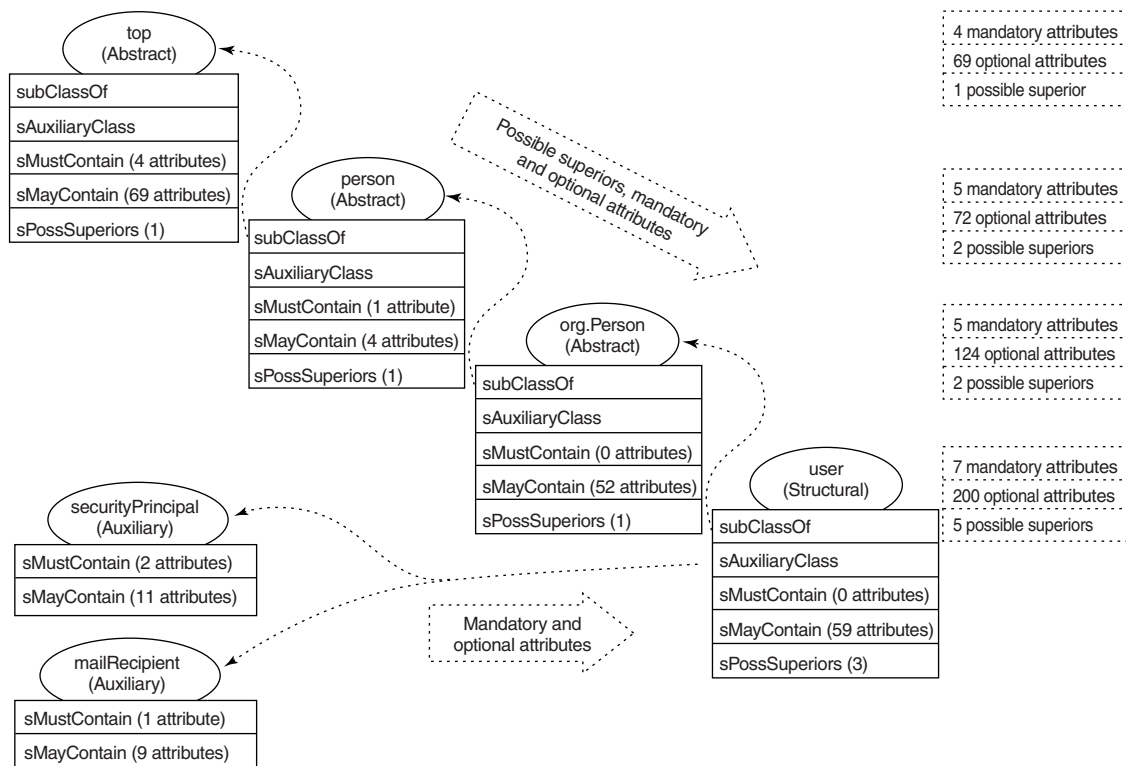 top
(Abstract)
subClassOf
sAuxiliaryClass
sMustContain (4 attributes)
sMayContain (69 attributes)
sPossSuperiors (1)
4 mandatory attributes
69 optional attributes
1 possible superior
Possible superiors, mandatory
and optional attributes
person
(Abstract)
subClassOf
sAuxiliaryClass
sMustContain (1 attribute)
sMayContain (4 attributes)
sPossSuperiors (1)
5 mandatory attributes
72 optional attributes
2 possible superiors
org.Person
(Abstract)
subClassOf
sAuxiliaryClass
sMustContain (0 attributes)
sMayContain (52 attributes)
sPossSuperiors (1)
5 mandatory attributes
124 optional attributes
2 possible superiors
user
(Structural)
subClassOf
sAuxiliaryClass
sMustContain (0 attributes)
sMayContain (59 attributes)
sPossSuperiors (3)
7 mandatory attributes
200 optional attributes
5 possible superiors
securityPrincipal
(Auxiliary)
sMustContain (2 attributes)
sMayContain (11 attributes)
Mandatory and
optional attributes
mailRecipient
(Auxiliary)
sMustContain (1 attribute)
sMayContain (9 attributes)